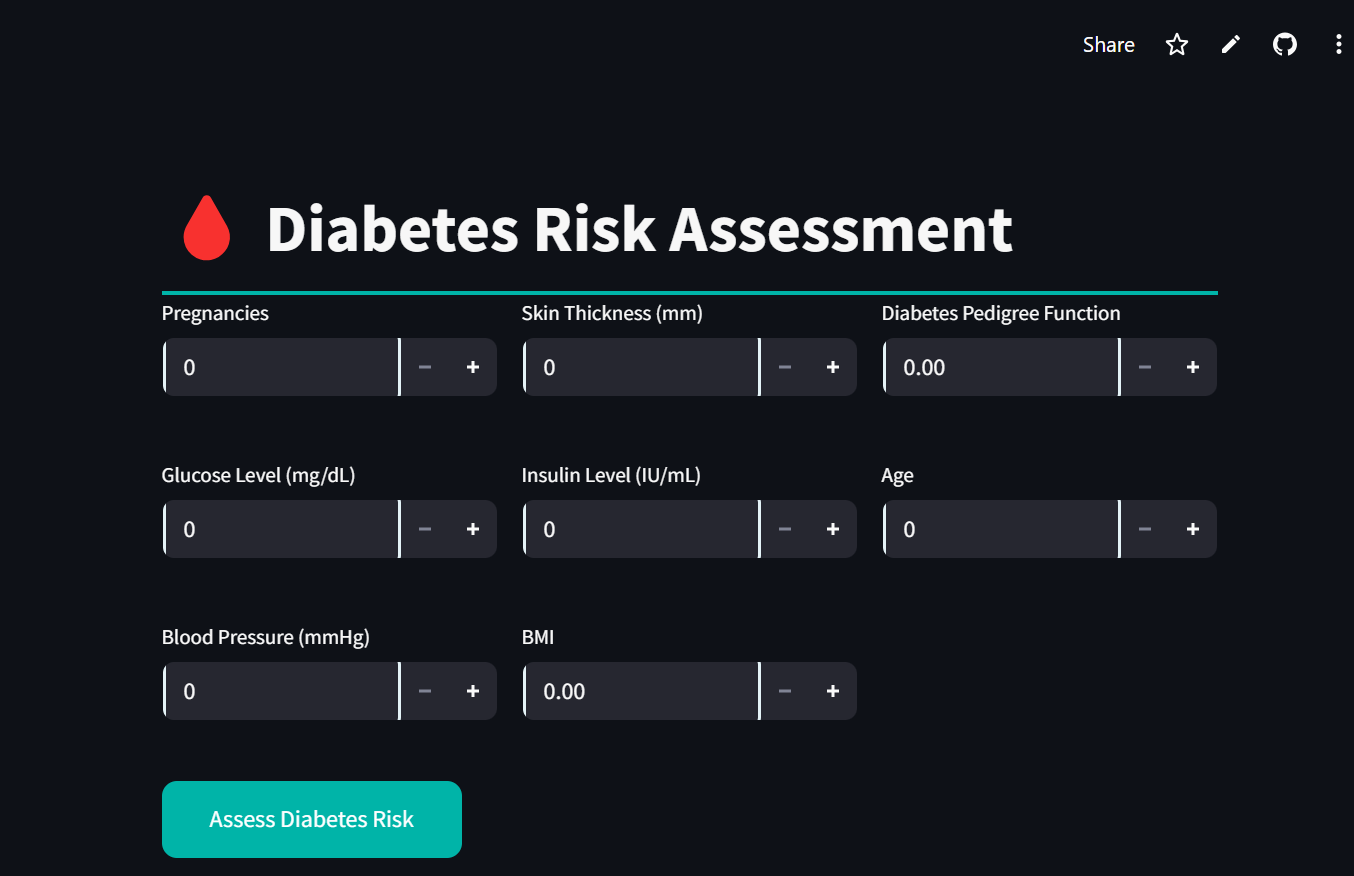 Share
Diabetes Risk Assessment
Pregnancies
Skin Thickness (mm)
Diabetes Pedigree Function
0
0
0.00
Glucose Level (mg/dL)
Insulin Level (IU/mL)
Age
0
0
0
Blood Pressure (mmHg)
BMI
0
0.00
Assess Diabetes Risk